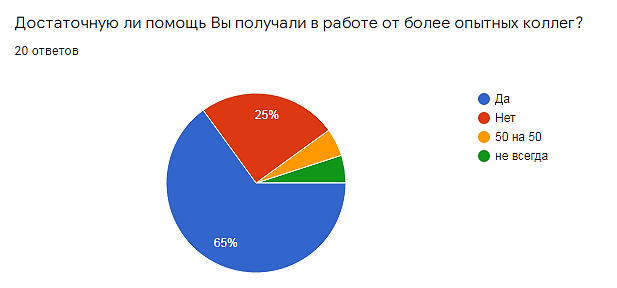 Достаточную ли помощь Вы получали в работе от более опытных коллег?
20 ответов
25%
65%
Да
Нет
50 на 50
не всегда